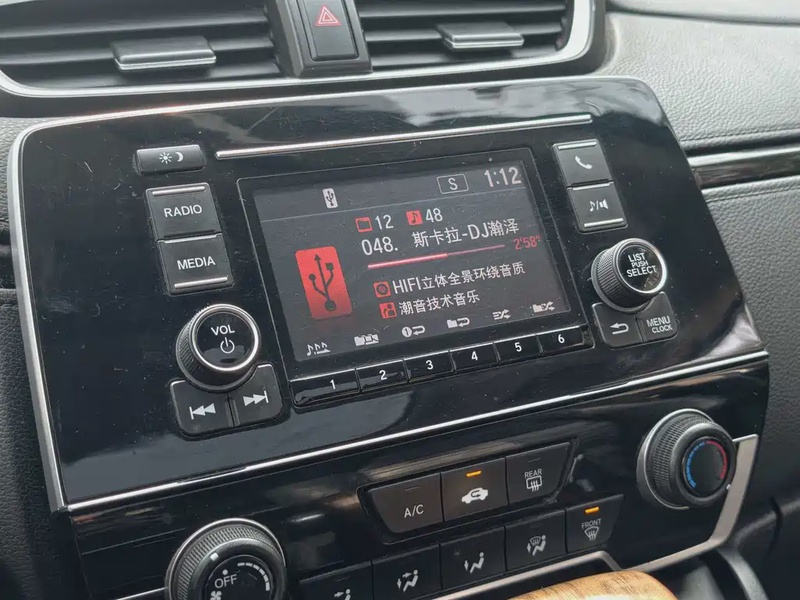 RADIO
MEDIA
VOL
S 1:12
12 48
048. 斯卡拉-DJ瀚泽
2'58"
HIFI立体全景环绕音质
潮音技术音乐
1
1 2 3 4 5 6
LIST
PUSH
SELECT
MENU
CLOCK
A/C
REAR
FRONT
OFF